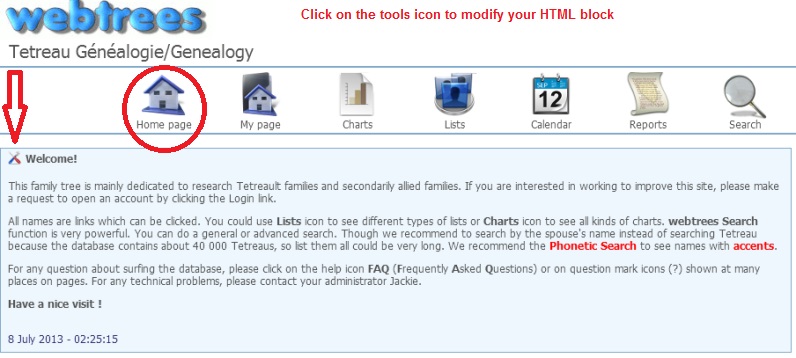 webtrees
Click on the tools icon to modify your HTML block
Tetreau Généalogie/Genealogy
Home page
My page
Charts
Lists
SEP
12
Calendar
Reports
Search
Welcome!
This family tree is mainly dedicated to research Tetreault families and secondarily allied families. If you are interested in working to improve this site, please make
a request to open an account by clicking the Login link.
All names are links which can be clicked. You could use Lists icon to see different types of lists or Charts icon to see all kinds of charts. webtrees Search
function is very powerful. You can do a general or advanced search. Though we recommend to search by the spouse's name instead of searching Tetreau
because the database contains about 40 000 Tetreaus, so list them all could be very long. We recommend the Phonetic Search to see names with accents.
For any question about surfing the database, please click on the help icon FAQ (Frequently Asked Questions) or on question mark icons (?) shown at many
places on pages. For any technical problems, please contact your administrator Jackie.
Have a nice visit !
8 July 2013 - 02:25:15